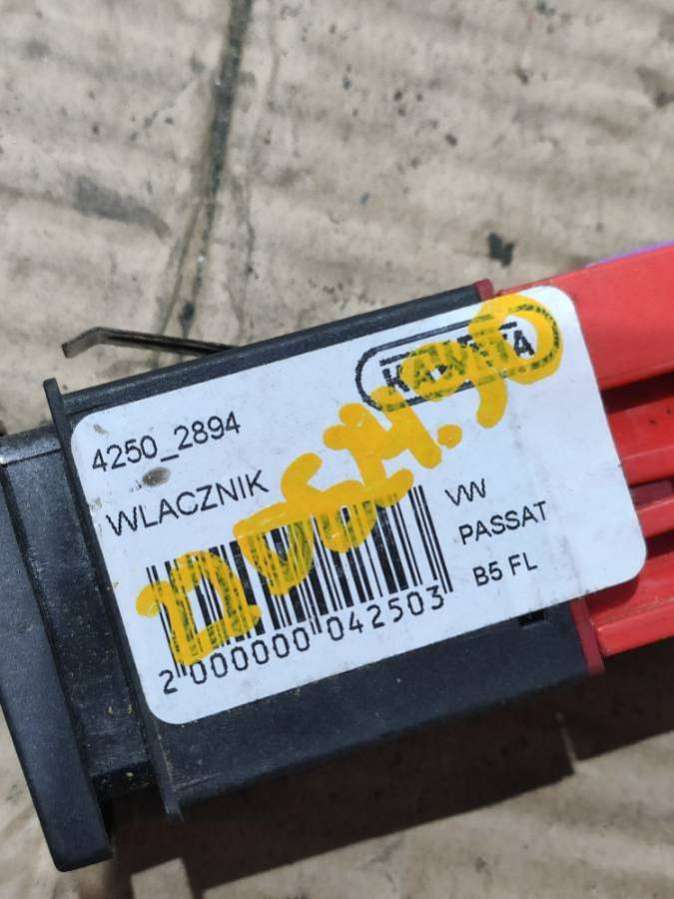 4250_2894
WLACZNIK
VW
PASSAT
B5 FL
2 000000 042503